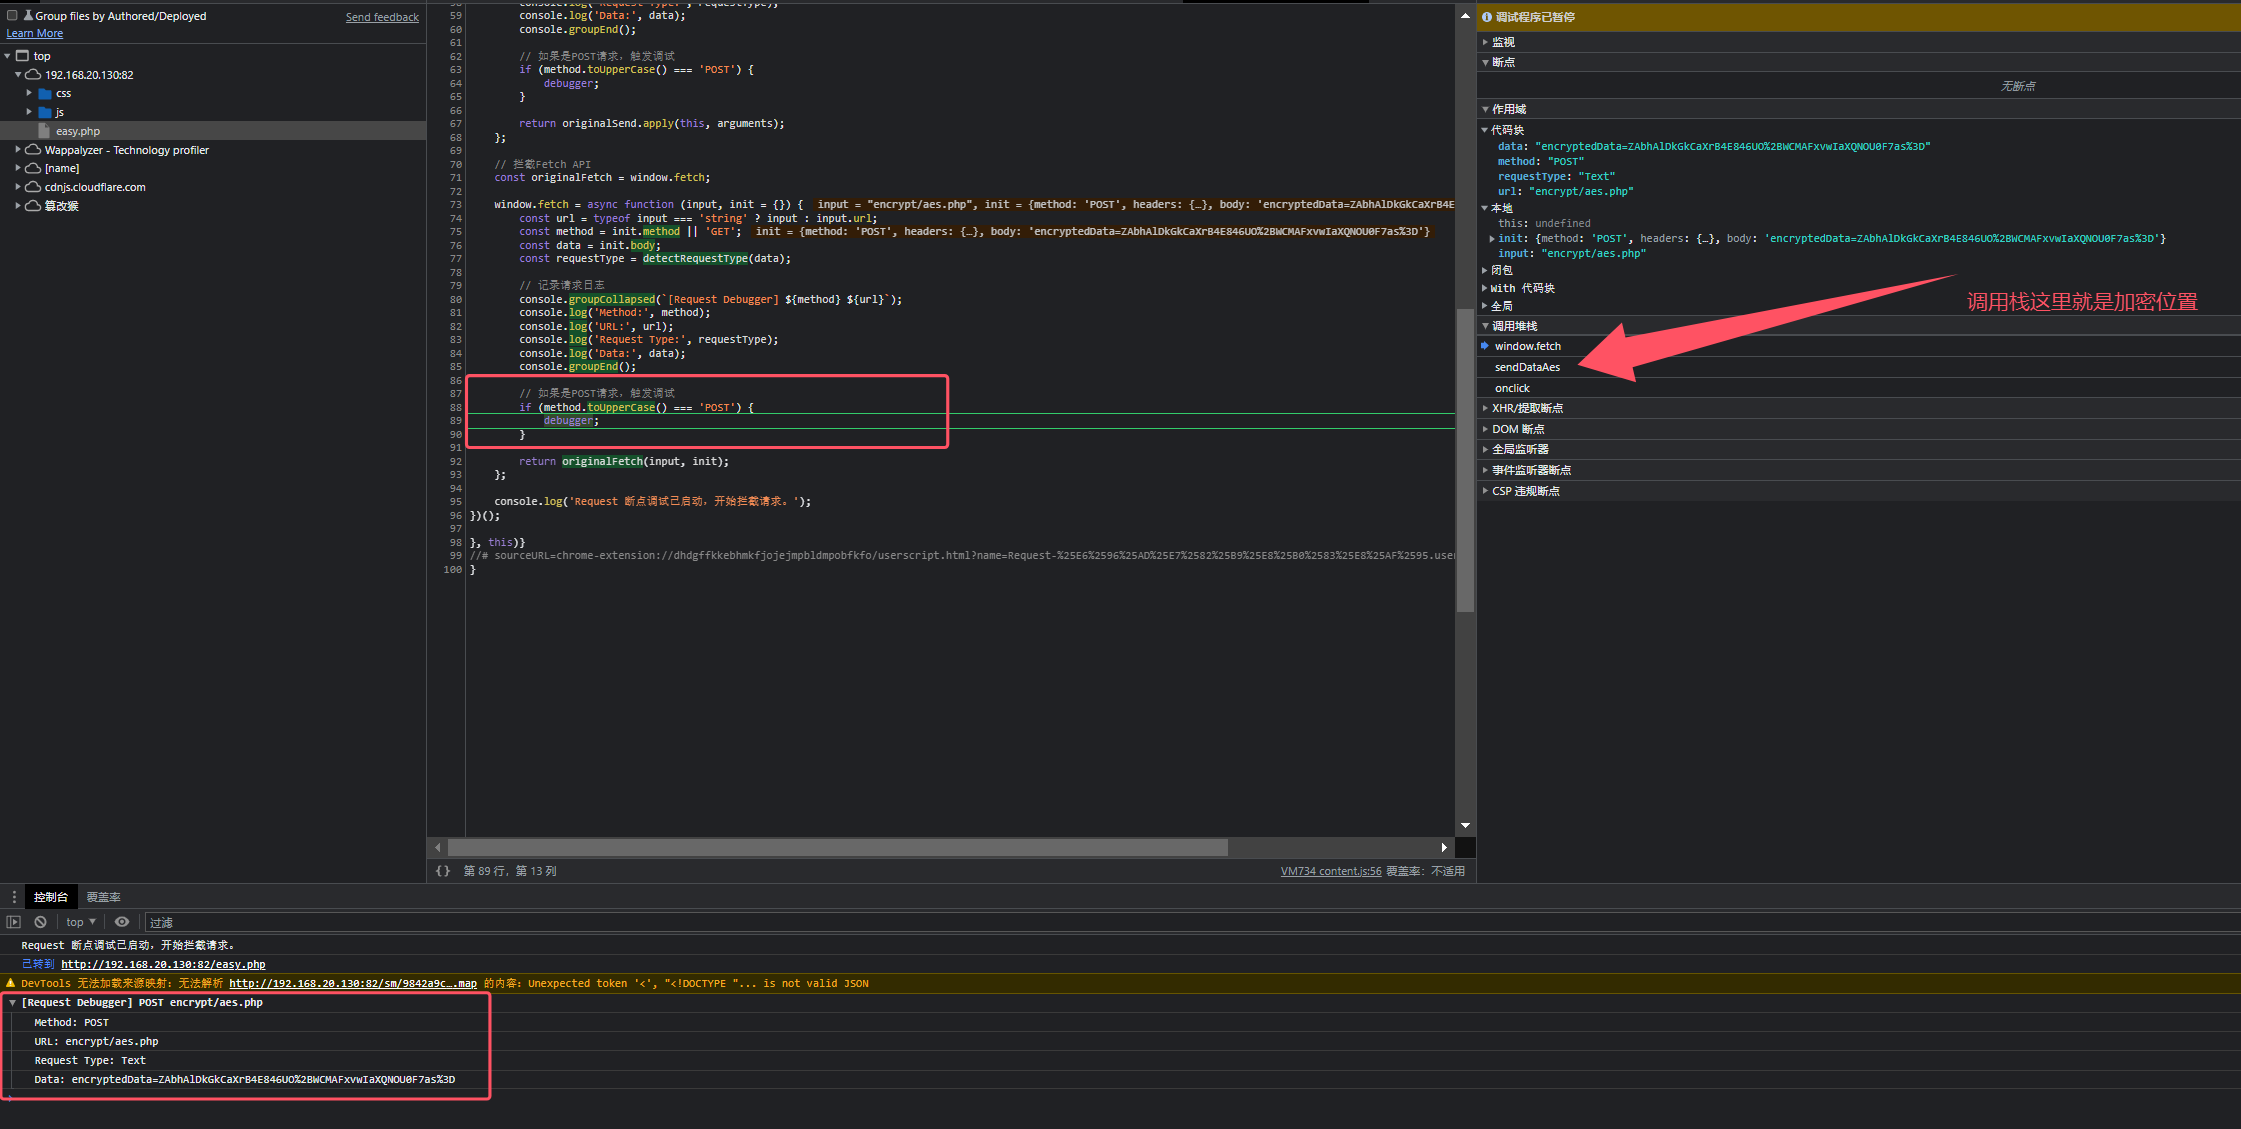 Group files by Authored/Deployed
Send feedback
Learn More
top
192.168.20.130:82
css
js
easy.php
Wappalyzer - Technology profiler
[name]
cdnjs.cloudflare.com
篡改猴
59 console.log('Data:', data);
60 console.groupEnd();
61
62 // 如果是POST请求，触发调试
63 if (method.toUpperCase() === 'POST') {
64 debugger;
65 }
66
67 return originalSend.apply(this, arguments);
68 };
69
70 // 拦截Fetch API
71 const originalFetch = window.fetch;
72
73 window.fetch = async function (input, init = {}) { input = "encrypt/aes.php", init = {method: 'POST', headers: {…}, body: 'encryptedData=ZAbhAlDkGkCaXrB4E
74 const url = typeof input === 'string' ? input : input.url;
75 const method = init.method || 'GET'; init = {method: 'POST', headers: {…}, body: 'encryptedData=ZAbhAlDkGkCaXrB4E846UO%2BWCMAFxvwIaXQNOU0F7as%3D'}
76 const data = init.body;
77 const requestType = detectRequestType(data);
78
79 // 记录请求日志
80 console.groupCollapsed(`[Request Debugger] ${method} ${url}`);
81 console.log('Method:', method);
82 console.log('URL:', url);
83 console.log('Request Type:', requestType);
84 console.log('Data:', data);
85 console.groupEnd();
86
87 // 如果是POST请求，触发调试
88 if (method.toUpperCase() === 'POST') {
89 debugger;
90 }
91
92 return originalFetch(input, init);
93 };
94
95 console.log('Request 断点调试已启动，开始拦截请求。');
96 })();
97
98 }, this)}
99 //# sourceURL=chrome-extension://dhdgffkkebhmkfjojejmpbldmpobfkfo/userscript.html?name=Request-%25E6%2596%25AD%25E7%2582%25B9%25E8%25B0%2583%25E8%25AF%2595.use
100 }
{} 第 89 行，第 13 列
VM734 content.js:56 覆盖率：不适用
调试程序已暂停
监视
断点
无断点
作用域
代码块
data: "encryptedData=ZAbhAlDkGkCaXrB4E846UO%2BWCMAFxvwIaXQNOU0F7as%3D"
method: "POST"
requestType: "Text"
url: "encrypt/aes.php"
本地
this: undefined
init: {method: 'POST', headers: {…}, body: 'encryptedData=ZAbhAlDkGkCaXrB4E846UO%2BWCMAFxvwIaXQNOU0F7as%3D'}
input: "encrypt/aes.php"
闭包
With 代码块
全局
调用栈这里就是加密位置
调用堆栈
window.fetch
sendDataAes
onclick
XHR/提取断点
DOM 断点
全局监听器
事件监听器断点
CSP 违规断点
控制台
覆盖率
top
过滤
Request 断点调试已启动，开始拦截请求。
已转到 http://192.168.20.130:82/easy.php
DevTools 无法加载来源映射：无法解析 http://192.168.20.130:82/sm/9842a9c….map 的内容：Unexpected token '<', "<!DOCTYPE "... is not valid JSON
[Request Debugger] POST encrypt/aes.php
Method: POST
URL: encrypt/aes.php
Request Type: Text
Data: encryptedData=ZAbhAlDkGkCaXrB4E846UO%2BWCMAFxvwIaXQNOU0F7as%3D